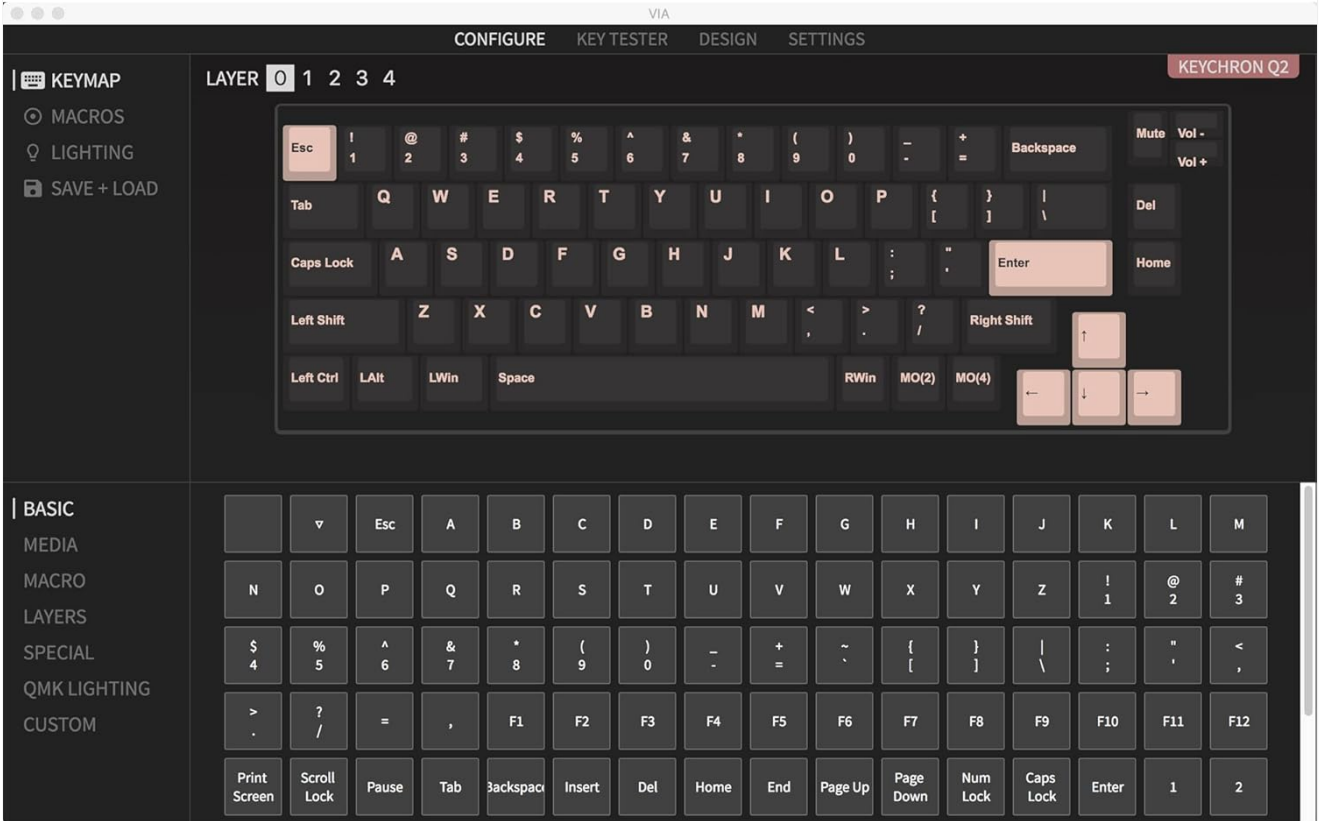 VIA
CONFIGURE KEY TESTER DESIGN SETTINGS
KEYMAP
MACROS
LIGHTING
SAVE + LOAD
LAYER 0 1 2 3 4
KEYCHRON Q2
Esc ! 1 @ 2 # 3 $ 4 % 5 ^ 6 & 7 * 8 ( 9 ) 0 _ - + = Backspace Mute Vol - Vol +
Tab Q W E R T Y U I O P { [ } ] | \ Del
Caps Lock A S D F G H J K L : ; " ' Enter Home
Left Shift Z X C V B N M < , > . ? / Right Shift ↑
Left Ctrl LAlt LWin Space RWin MO(2) MO(4) ← ↓ →
BASIC
MEDIA
MACRO
LAYERS
SPECIAL
QMK LIGHTING
CUSTOM
▽ Esc A B C D E F G H I J K L M
N O P Q R S T U V W X Y Z ! 1 @ 2 # 3
$ 4 % 5 ^ 6 & 7 * 8 ( 9 ) 0 _ - + = ~ ` { [ } ] | \ : ; " ' < ,
> . ? / = , F1 F2 F3 F4 F5 F6 F7 F8 F9 F10 F11 F12
Print Screen Scroll Lock Pause Tab Backspac Insert Del Home End Page Up Page Down Num Lock Caps Lock Enter 1 2